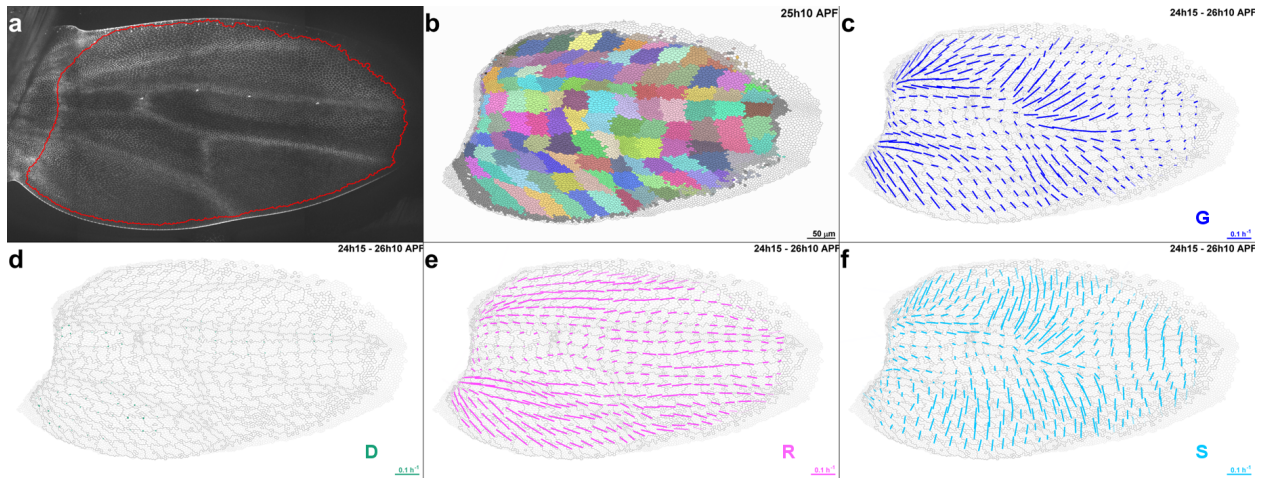 a
b
25h10 APF
50 μm
c
24h15 - 26h10 APF
G
0.1 h⁻¹
d
24h15 - 26h10 APF
D
0.1 h⁻¹
e
24h15 - 26h10 APF
R
0.1 h⁻¹
f
24h15 - 26h10 APF
S
0.1 h⁻¹